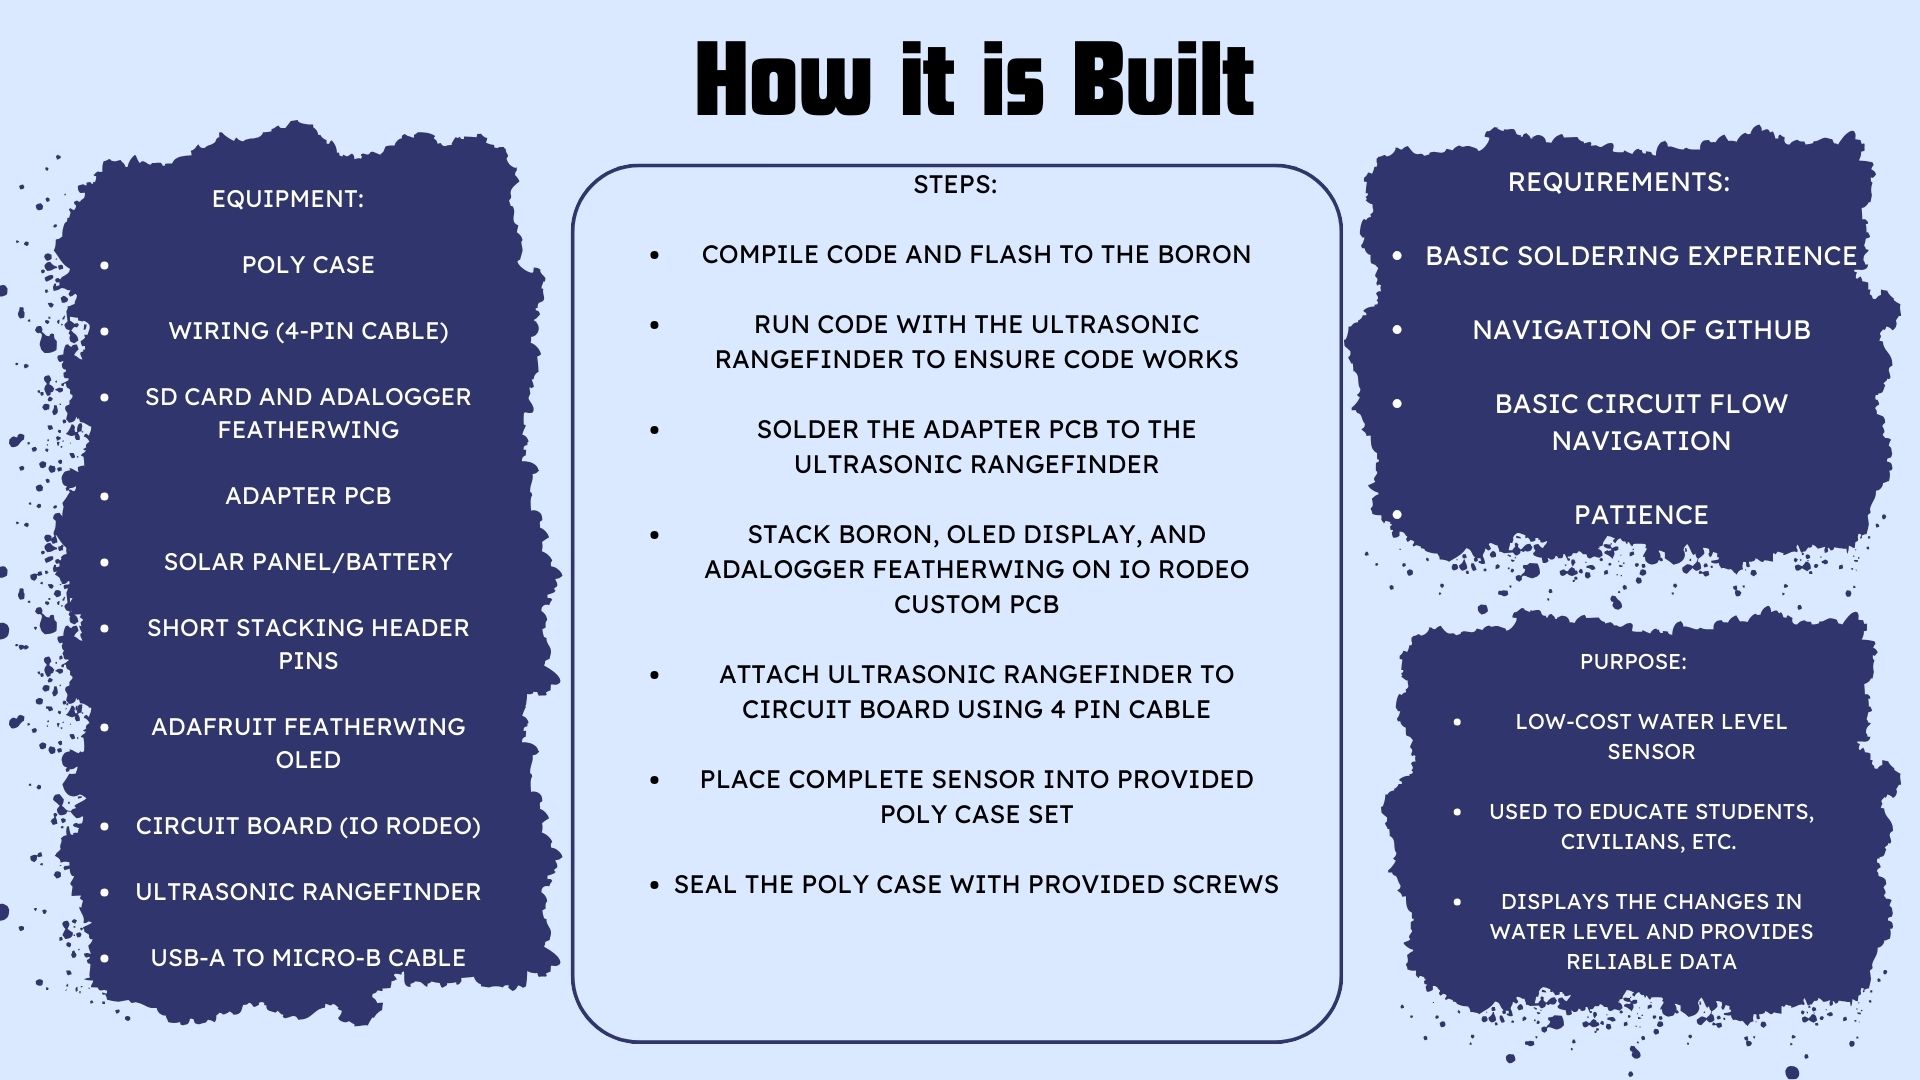 How it is Built
EQUIPMENT:
• POLY CASE
• WIRING (4-PIN CABLE)
• SD CARD AND ADALOGGER
FEATHERWING
• ADAPTER PCB
• SOLAR PANEL/BATTERY
• SHORT STACKING HEADER
PINS
• ADAFRUIT FEATHERWING
OLED
• CIRCUIT BOARD (IO RODEO)
• ULTRASONIC RANGEFINDER
• USB-A TO MICRO-B CABLE
STEPS:
• COMPILE CODE AND FLASH TO THE BORON
• RUN CODE WITH THE ULTRASONIC
RANGEFINDER TO ENSURE CODE WORKS
• SOLDER THE ADAPTER PCB TO THE
ULTRASONIC RANGEFINDER
• STACK BORON, OLED DISPLAY, AND
ADALOGGER FEATHERWING ON IO RODEO
CUSTOM PCB
• ATTACH ULTRASONIC RANGEFINDER TO
CIRCUIT BOARD USING 4 PIN CABLE
• PLACE COMPLETE SENSOR INTO PROVIDED
POLY CASE SET
• SEAL THE POLY CASE WITH PROVIDED SCREWS
REQUIREMENTS:
• BASIC SOLDERING EXPERIENCE
• NAVIGATION OF GITHUB
• BASIC CIRCUIT FLOW
NAVIGATION
• PATIENCE
PURPOSE:
• LOW-COST WATER LEVEL
SENSOR
• USED TO EDUCATE STUDENTS,
CIVILIANS, ETC.
• DISPLAYS THE CHANGES IN
WATER LEVEL AND PROVIDES
RELIABLE DATA